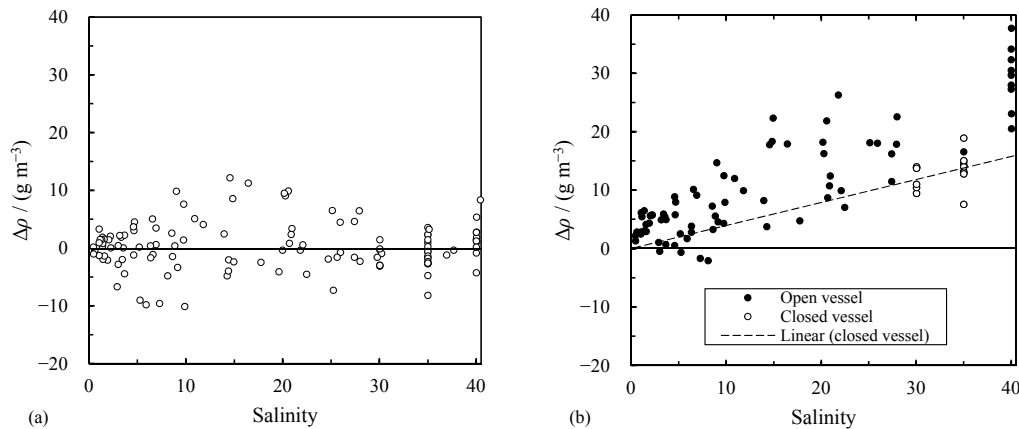 40
30
20
10
0
−10
−20
Δρ / (g m⁻³)
0 10 20 30 40
Salinity
(a)
40
30
20
10
0
−10
−20
Δρ / (g m⁻³)
Open vessel
Closed vessel
Linear (closed vessel)
0 10 20 30 40
Salinity
(b)